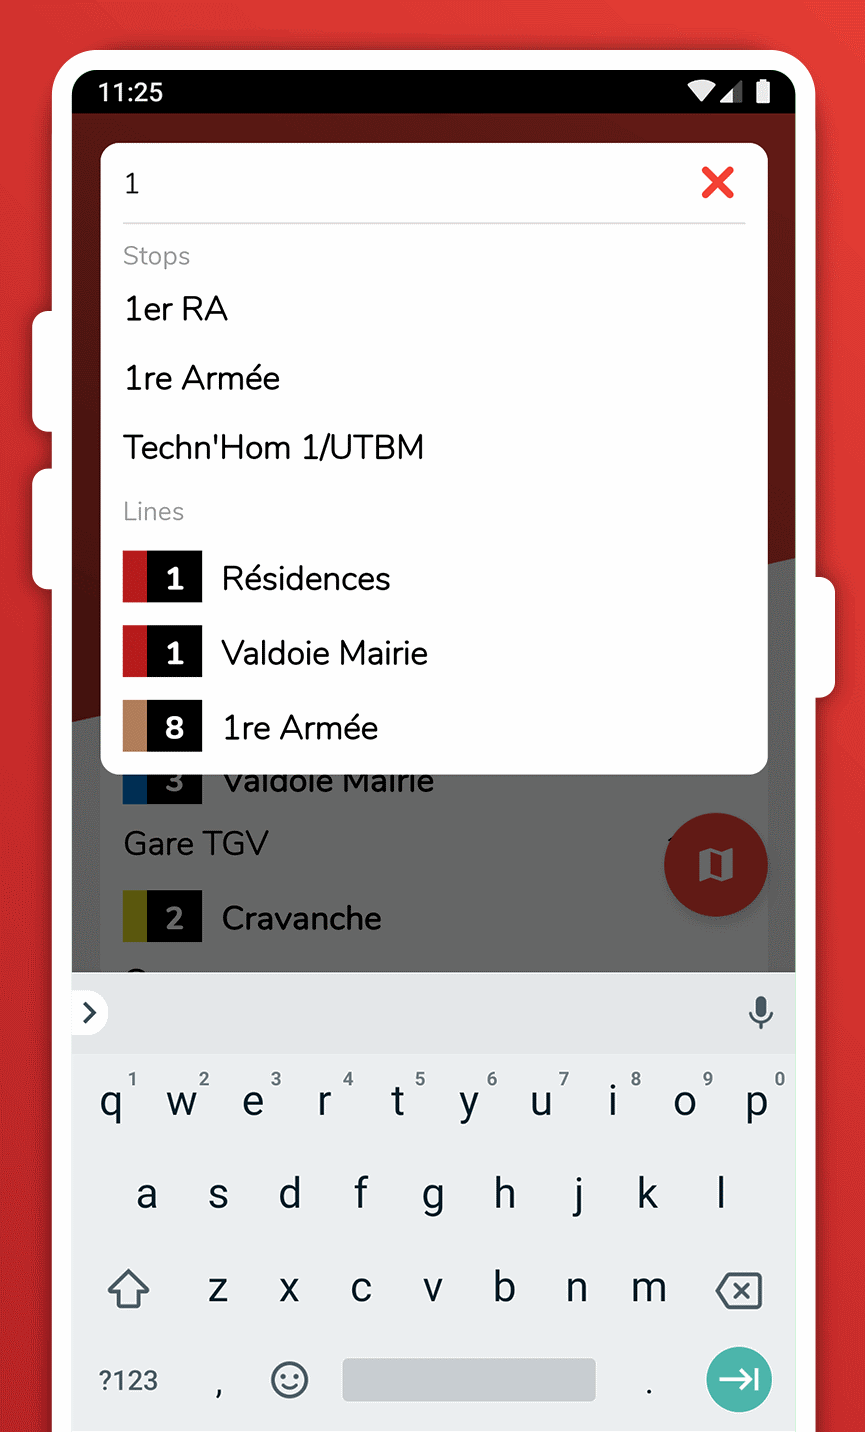 11:25
1
Stops
1er RA
1re Armée
Techn'Hom 1/UTBM
Lines
1 Résidences
1 Valdoie Mairie
8 1re Armée
3 Valdoie Mairie
Gare TGV
2 Cravanche
1 2 3 4 5 6 7 8 9 0
q w e r t y u i o p
a s d f g h j k l
z x c v b n m
?123 , .